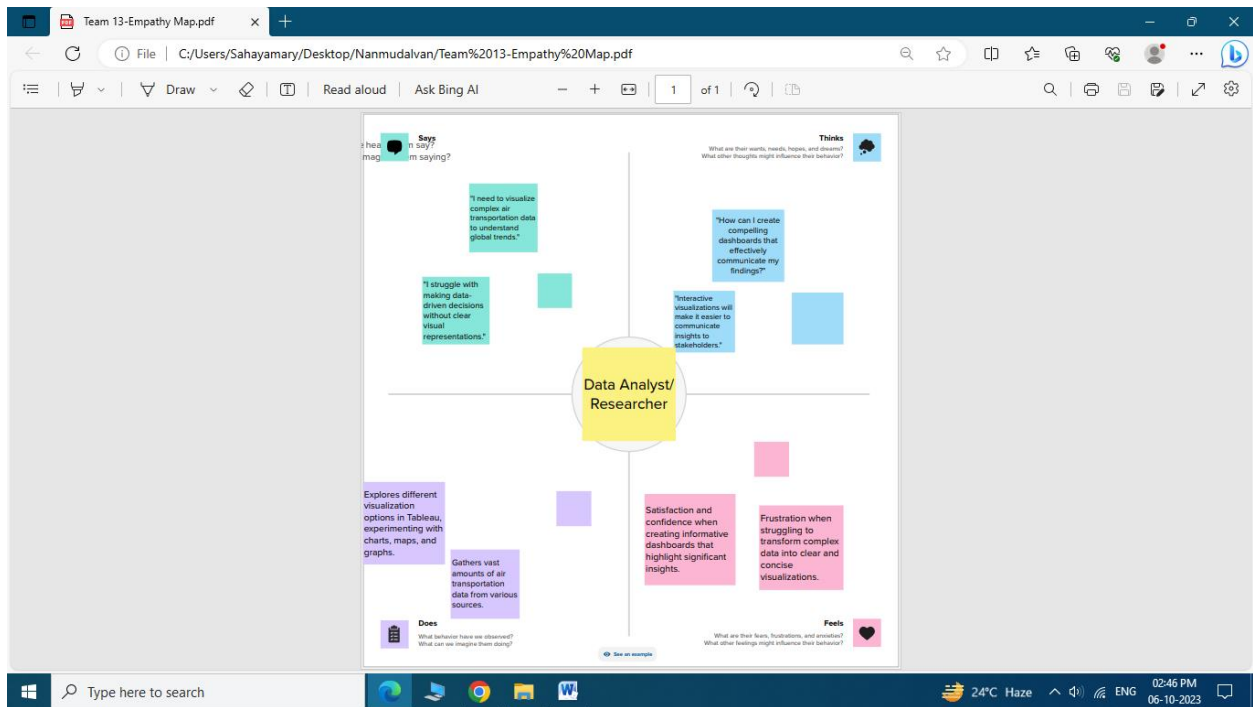 Team 13-Empathy Map.pdf
File
C:/Users/Sahayamary/Desktop/Nanmudalvan/Team%2013-Empathy%20Map.pdf
Draw
Read aloud
Ask Bing AI
1
of 1
Says
hea
m say?
mag
m saying?
Thinks
What are their wants, needs, hopes, and dreams?
What other thoughts might influence their behavior?
"I need to visualize
complex air
transportation data
to understand
global trends."
"I struggle with
making data-
driven decisions
without clear
visual
representations."
"How can I create
compelling
dashboards that
effectively
communicate my
findings?"
"Interactive
visualizations will
make it easier to
communicate
insights to
stakeholders."
Data Analyst/
Researcher
Explores different
visualization
options in Tableau,
experimenting with
charts, maps, and
graphs.
Gathers vast
amounts of air
transportation
data from various
sources.
Satisfaction and
confidence when
creating informative
dashboards that
highlight significant
insights.
Frustration when
struggling to
transform complex
data into clear and
concise
visualizations.
Does
What behavior have we observed?
What can we imagine them doing?
Feels
What are their fears, frustrations, and anxieties?
What other feelings might influence their behavior?
See an example
Type here to search
24°C Haze
ENG
02:46 PM
06-10-2023